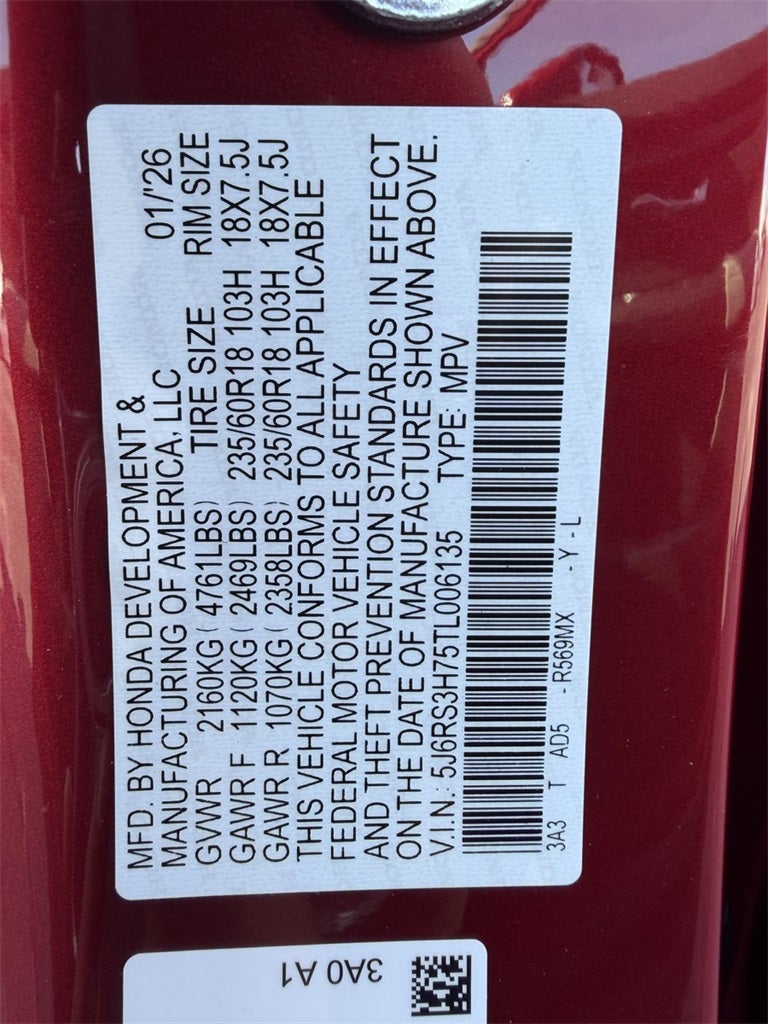 MFD. BY HONDA DEVELOPMENT &
MANUFACTURING OF AMERICA, LLC 01/'26
GVWR 2160KG( 4761LBS) TIRE SIZE RIM SIZE
GAWR F 1120KG( 2469LBS) 235/60R18 103H 18X7.5J
GAWR R 1070KG( 2358LBS) 235/60R18 103H 18X7.5J
THIS VEHICLE CONFORMS TO ALL APPLICABLE
FEDERAL MOTOR VEHICLE SAFETY
AND THEFT PREVENTION STANDARDS IN EFFECT
ON THE DATE OF MANUFACTURE SHOWN ABOVE.
V.I.N.: 5J6RS3H75TL006135 TYPE: MPV
3A3 T AD5 -R569MX -Y-L
3A0 A1